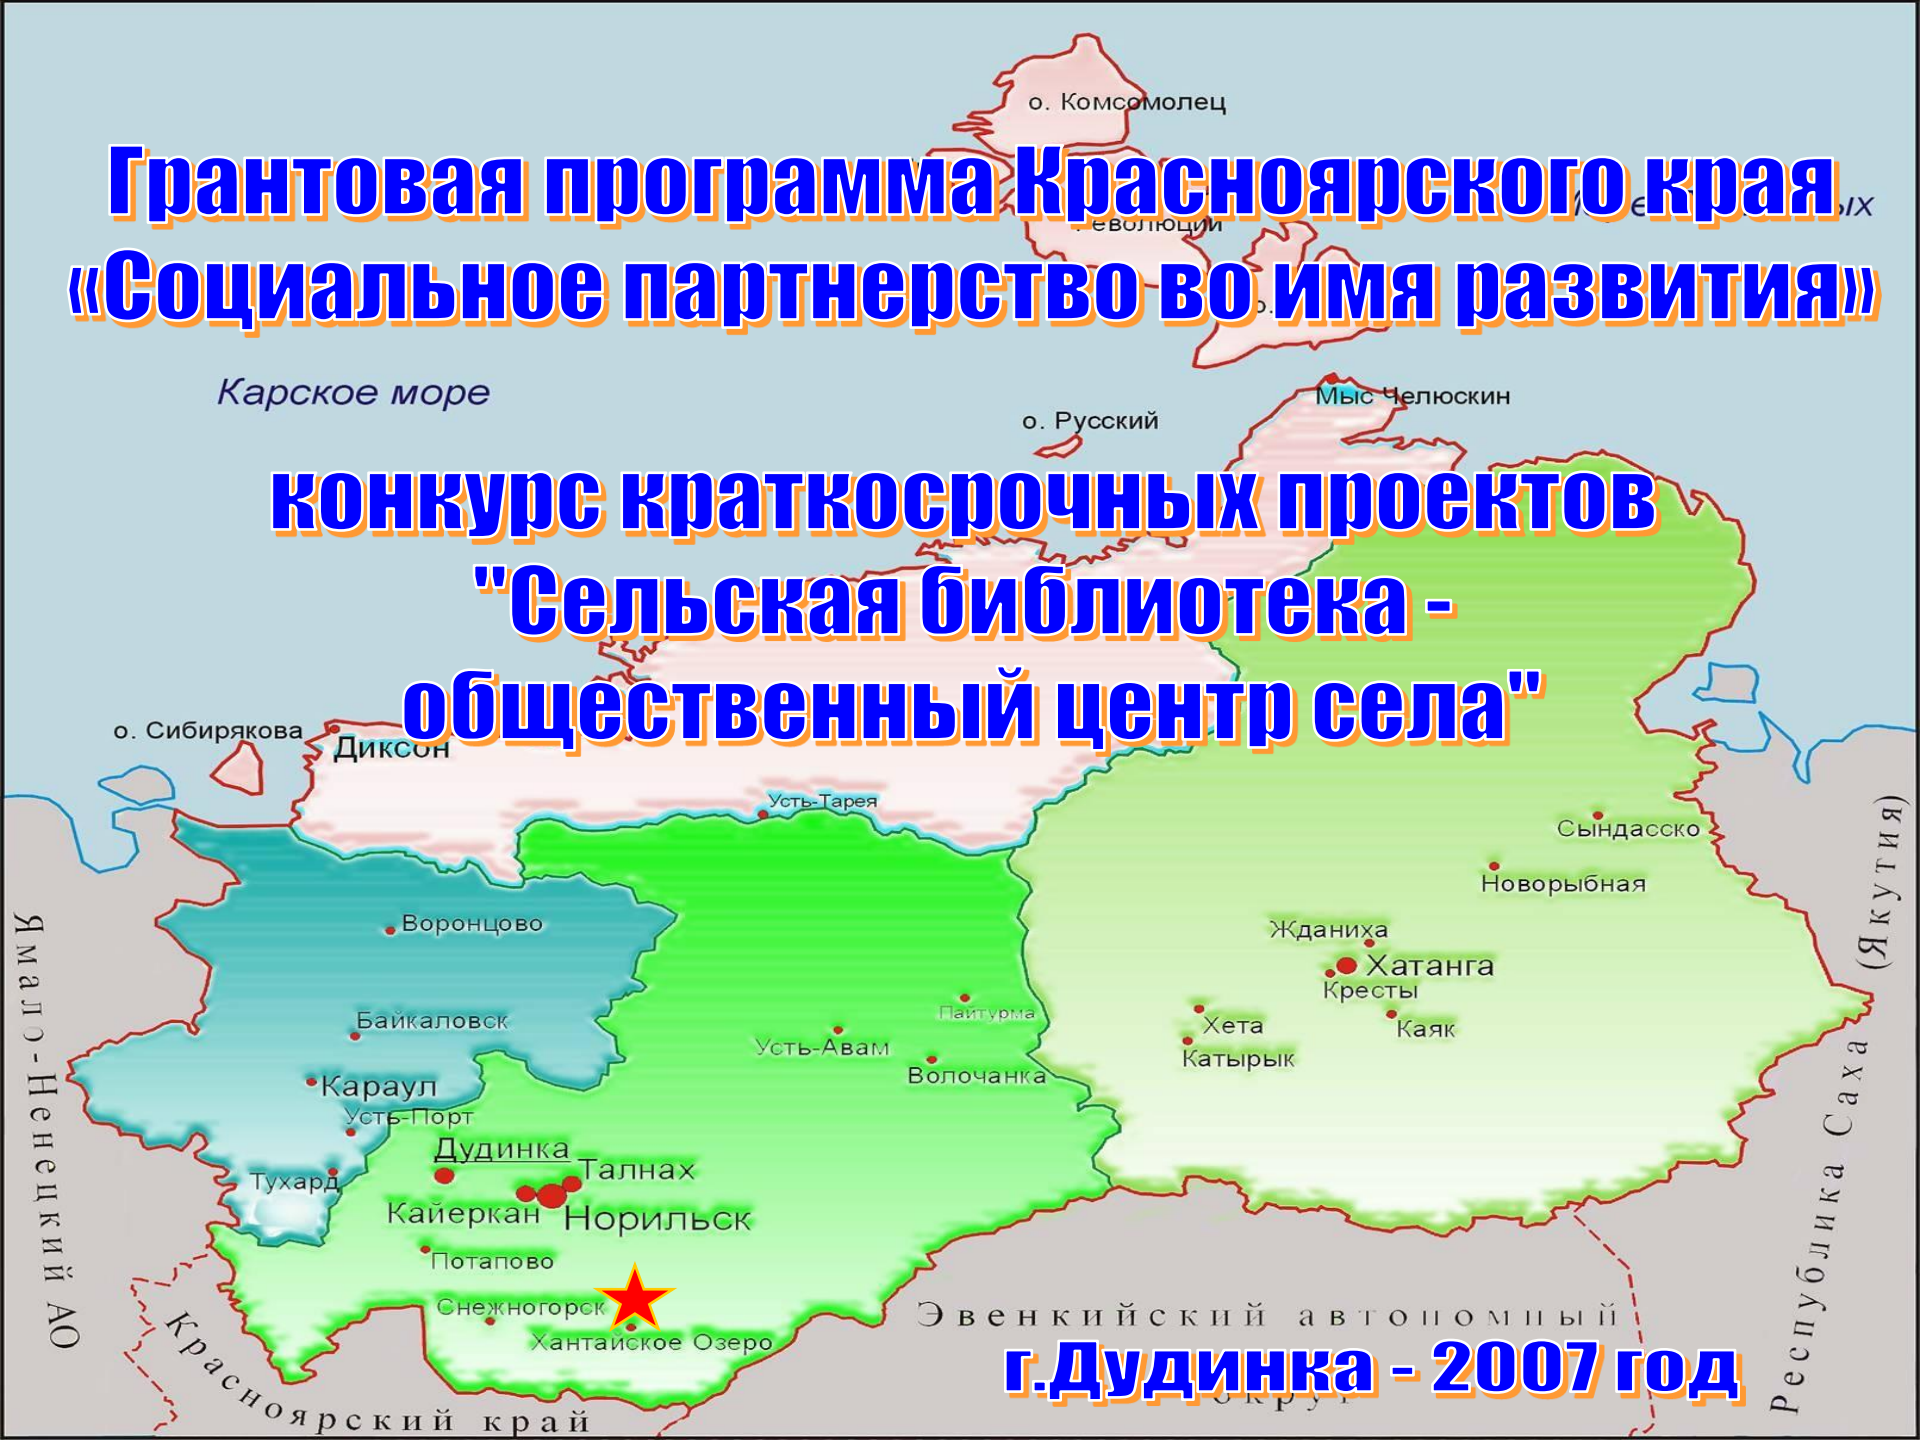 о. Комсомолец
Грантовая программа Красноярского края
«Социальное партнерство во имя развития»
Карское море
Мыс Челюскин
о. Русский
конкурс краткосрочных проектов
"Сельская библиотека -
общественный центр села"
о. Сибирякова
Диксон
Усть-Тарея
Сындасско
Новорыбная
Воронцово
Жданиха
Хатанга
Кресты
Пайтурма
Байкаловск
Хета
Каяк
Усть-Авам
Катырык
Волочанка
Караул
Усть-Порт
Дудинка
Талнах
Тухард
Кайеркан
Норильск
Потапово
Снежногорск
Хантайское Озеро
Ямало-Ненецкий АО
Красноярский край
Эвенкийский автономный
Республика Саха (Якутия)
г.Дудинка - 2007 год